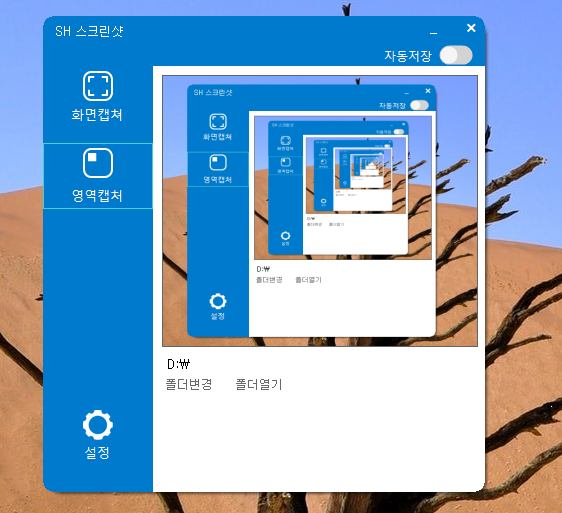 SH 스크린샷
자동저장
화면캡쳐
영역캡쳐
설정
SH 스크린샷
자동저장
화면캡쳐
영역캡쳐
설정
D:₩
폴더변경 폴더열기
D:₩
폴더변경 폴더열기